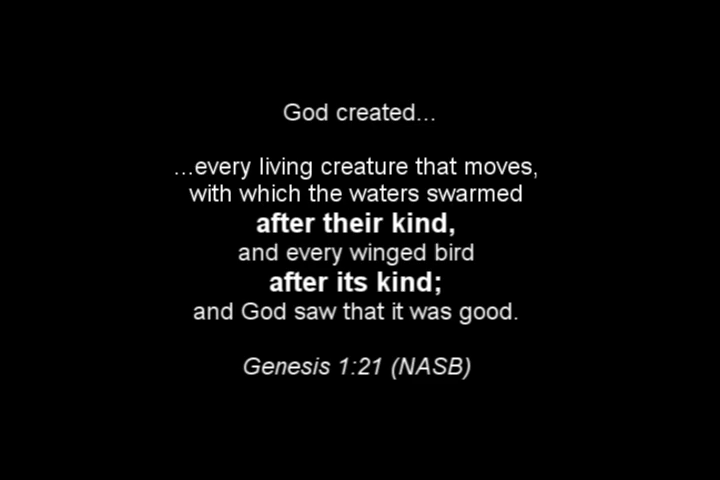 God created...
...every living creature that moves,
with which the waters swarmed
after their kind,
and every winged bird
after its kind;
and God saw that it was good.
Genesis 1:21 (NASB)